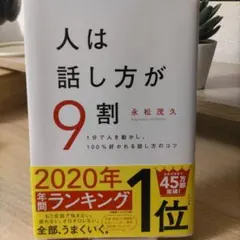 人は
話し方が
9割
永松茂久
1分で人を動かし、
100%好かれる話し方のコツ
2020年
年間
ランキング
1位
45万部
突破!
全部、うまくいく。